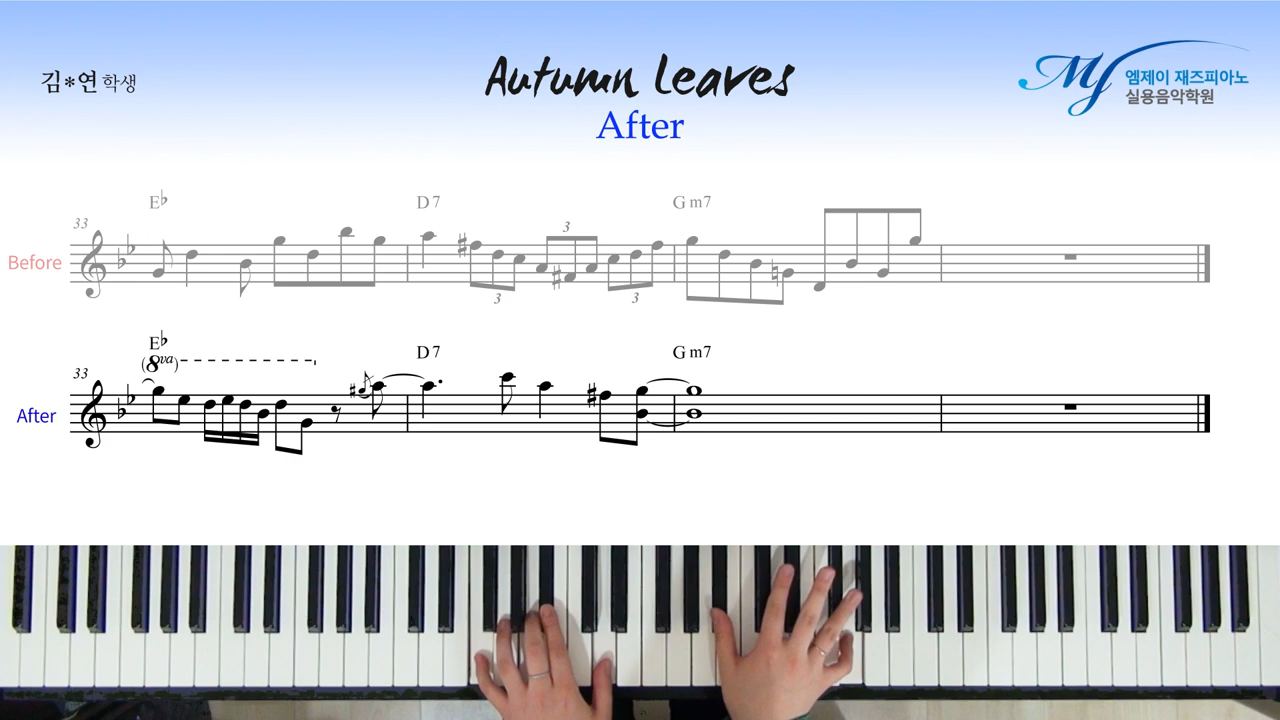 김*연 학생
Autumn Leaves
After
MJ
엠제이 재즈피아노
실용음악학원
E♭ D7 Gm7
33
Before
3 3 3
E♭ D7 Gm7
(8va)
33
After